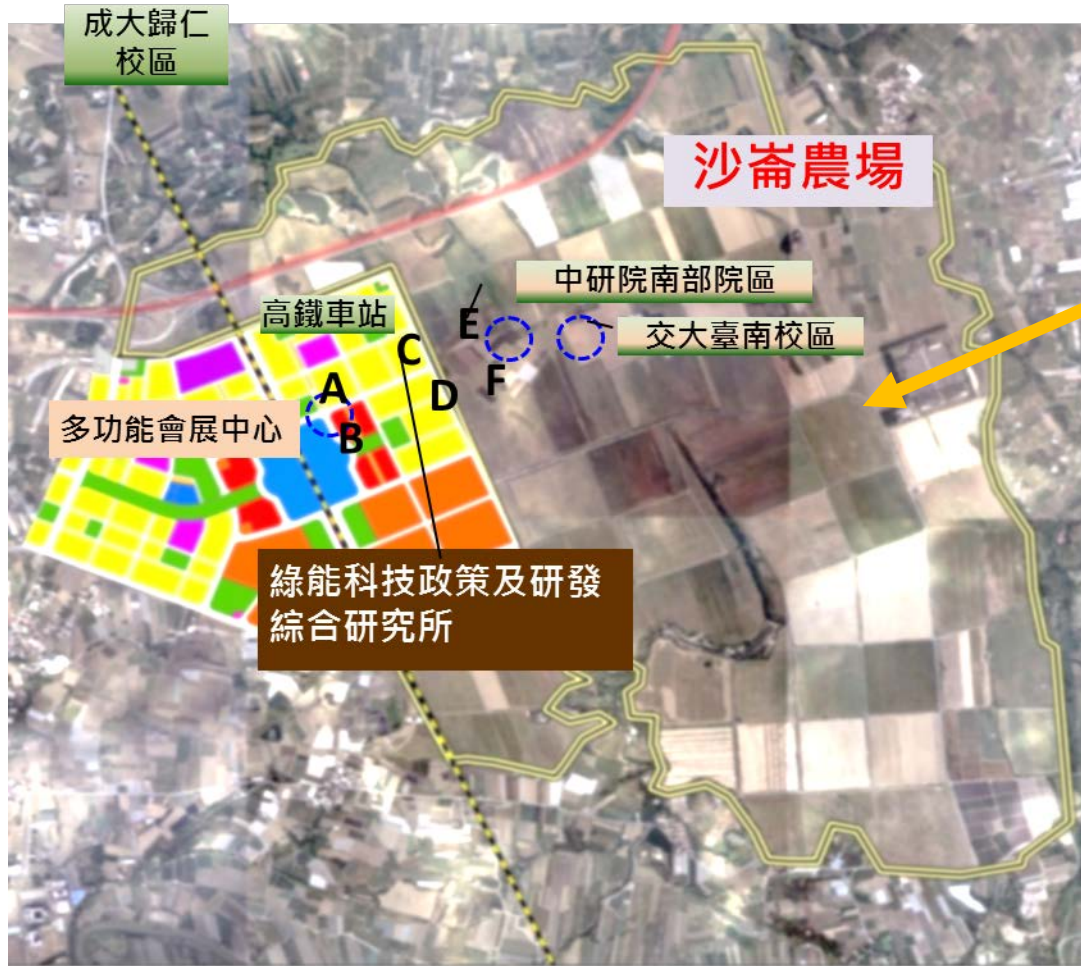 成大歸仁
校區
沙崙農場
中研院南部院區
高鐵車站
E
交大臺南校區
C
F
A
D
多功能會展中心
B
綠能科技政策及研發
綜合研究所